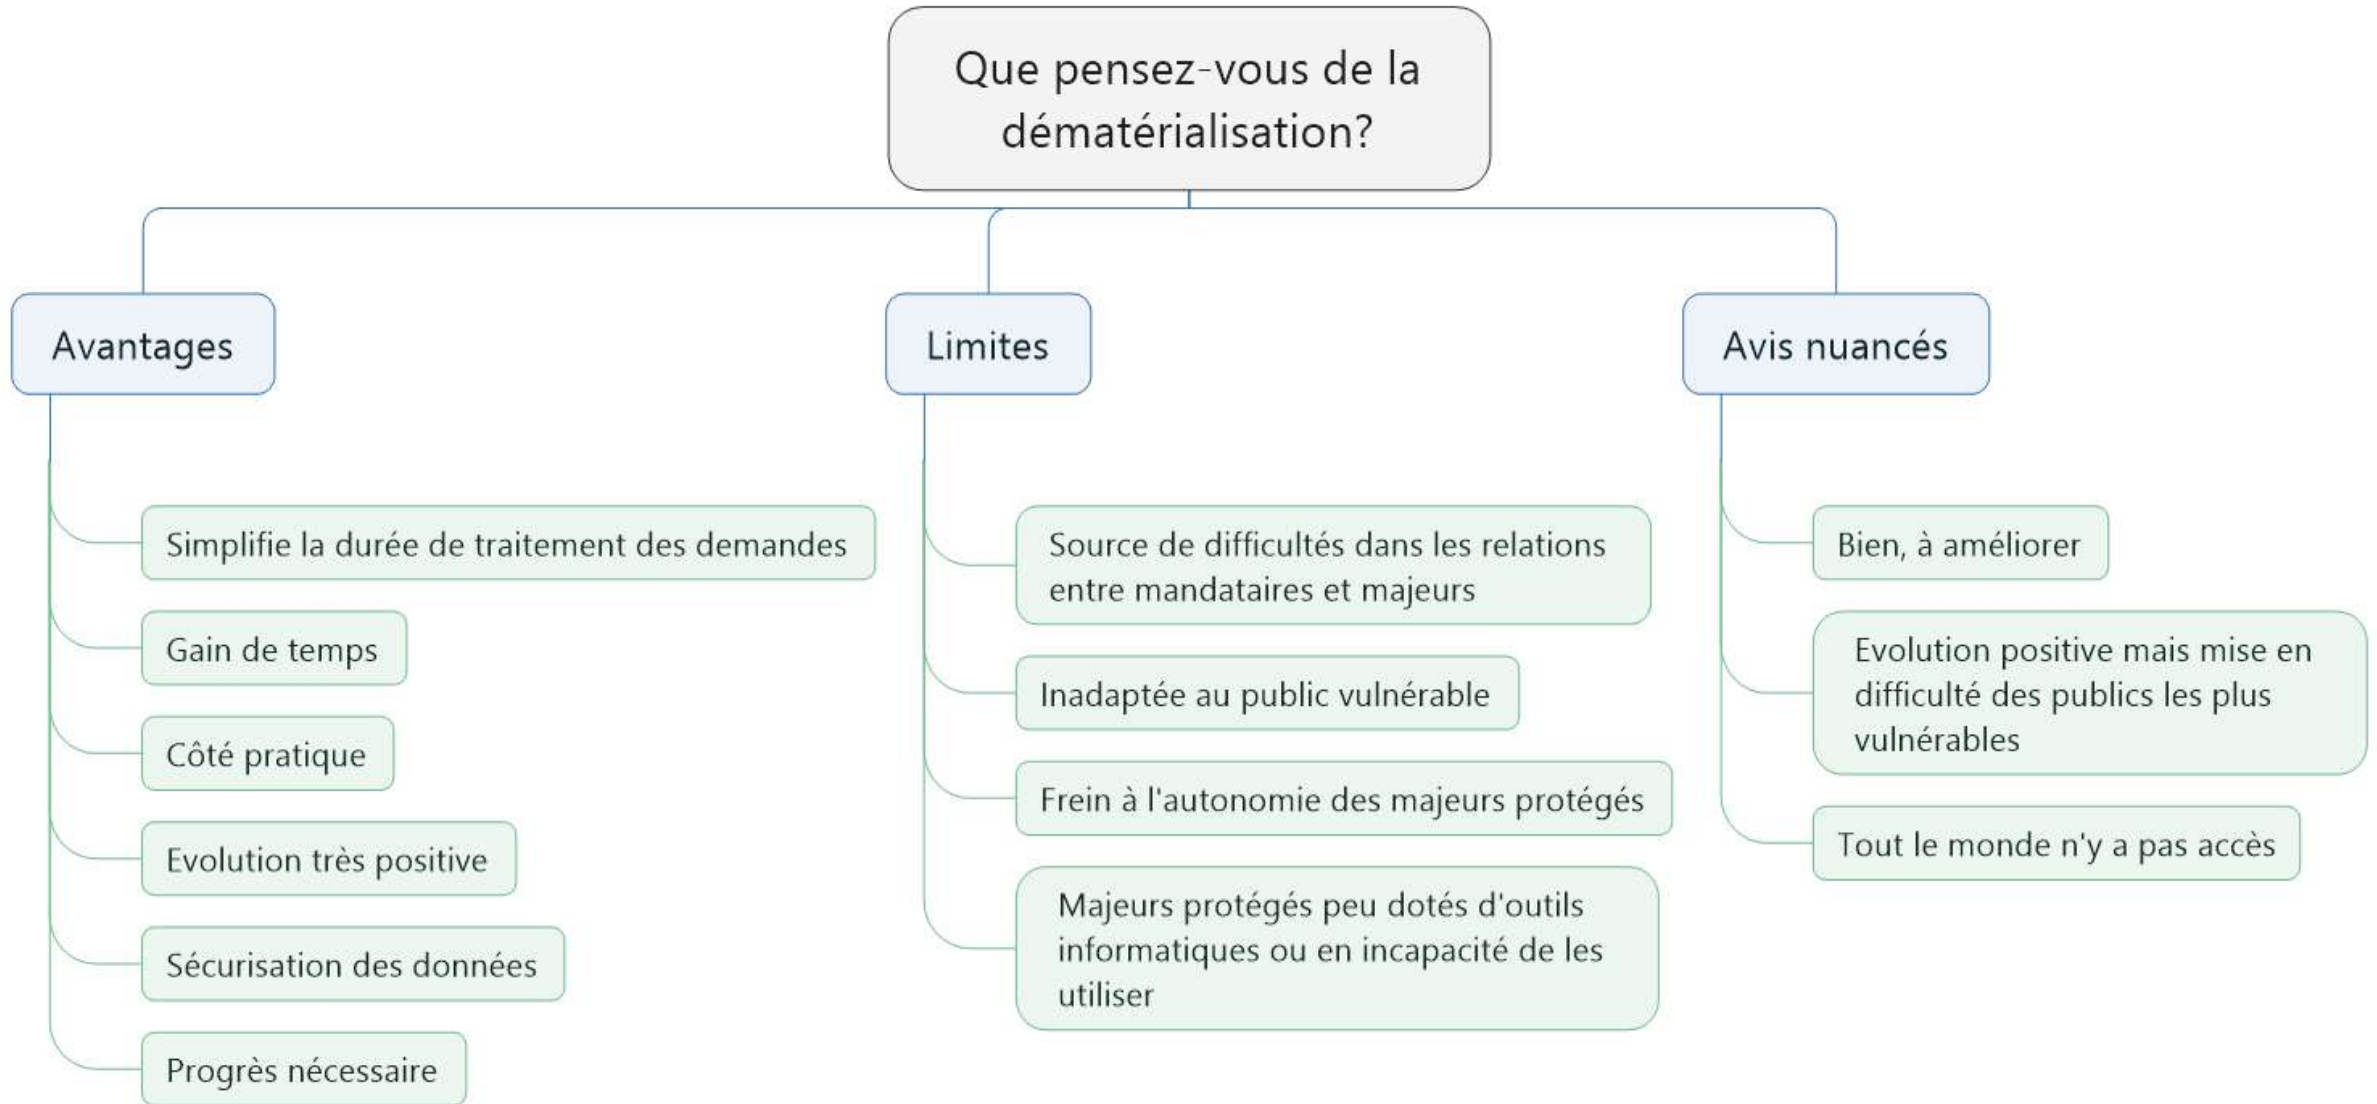 Que pensez-vous de la
dématérialisation?
Avantages
Simplifie la durée de traitement des demandes
Gain de temps
Côté pratique
Evolution très positive
Sécurisation des données
Progrès nécessaire
Limites
Source de difficultés dans les relations
entre mandataires et majeurs
Inadaptée au public vulnérable
Frein à l'autonomie des majeurs protégés
Majeurs protégés peu dotés d'outils
informatiques ou en incapacité de les
utiliser
Avis nuancés
Bien, à améliorer
Evolution positive mais mise en
difficulté des publics les plus
vulnérables
Tout le monde n'y a pas accès